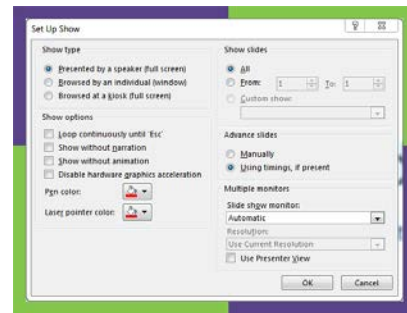 Set Up Show
Show type
Presented by a speaker (full screen)
Browsed by an individual (window)
Browsed at a kiosk (full screen)
Show options
Loop continuously until 'Esc'
Show without narration
Show without animation
Disable hardware graphics acceleration
Pen color:
Laser pointer color:
Show slides
All
From: 1 To: 1
Custom show:
Advance slides
Manually
Using timings, if present
Multiple monitors
Slide show monitor:
Automatic
Resolution:
Use Current Resolution
Use Presenter View
OK Cancel